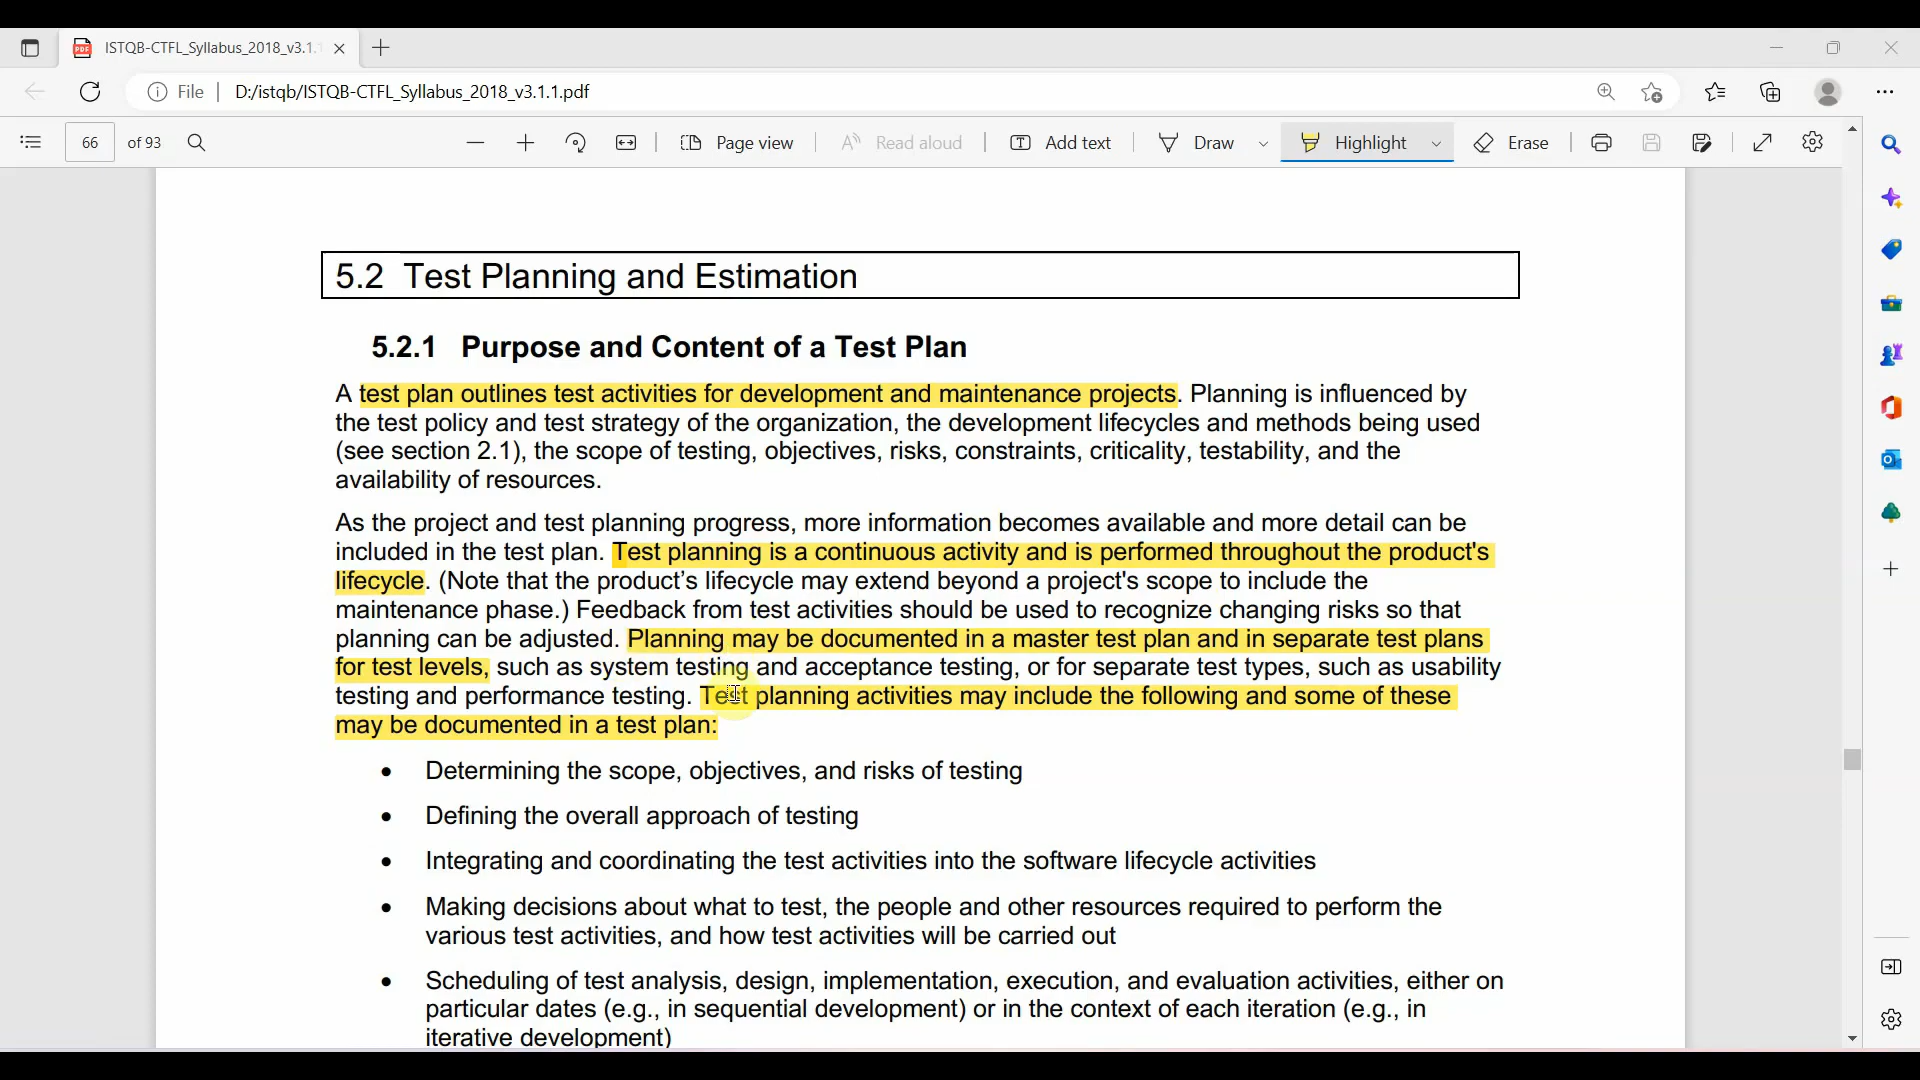 ISTQB-CTFL_Syllabus_2018_v3.1.
File
D:/istqb/ISTQB-CTFL_Syllabus_2018_v3.1.1.pdf
66 of 93
Page view
Read aloud
Add text
Draw
Highlight
Erase
5.2 Test Planning and Estimation
5.2.1 Purpose and Content of a Test Plan
A test plan outlines test activities for development and maintenance projects. Planning is influenced by
the test policy and test strategy of the organization, the development lifecycles and methods being used
(see section 2.1), the scope of testing, objectives, risks, constraints, criticality, testability, and the
availability of resources.
As the project and test planning progress, more information becomes available and more detail can be
included in the test plan. Test planning is a continuous activity and is performed throughout the product's
lifecycle. (Note that the product’s lifecycle may extend beyond a project's scope to include the
maintenance phase.) Feedback from test activities should be used to recognize changing risks so that
planning can be adjusted. Planning may be documented in a master test plan and in separate test plans
for test levels, such as system testing and acceptance testing, or for separate test types, such as usability
testing and performance testing. Test planning activities may include the following and some of these
may be documented in a test plan:
• Determining the scope, objectives, and risks of testing
• Defining the overall approach of testing
• Integrating and coordinating the test activities into the software lifecycle activities
• Making decisions about what to test, the people and other resources required to perform the
various test activities, and how test activities will be carried out
• Scheduling of test analysis, design, implementation, execution, and evaluation activities, either on
particular dates (e.g., in sequential development) or in the context of each iteration (e.g., in
iterative development)